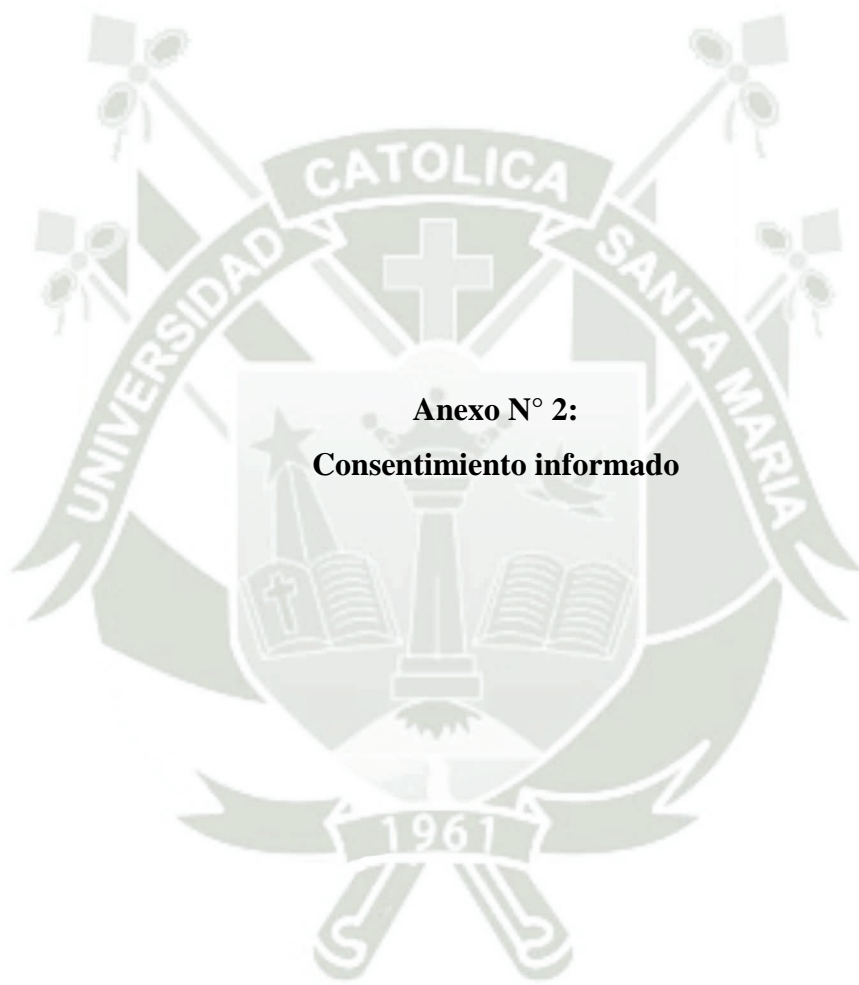 CATOLICA
UNIVERSIDAD
SANTA MARIA
Anexo N° 2:
Consentimiento informado
1961